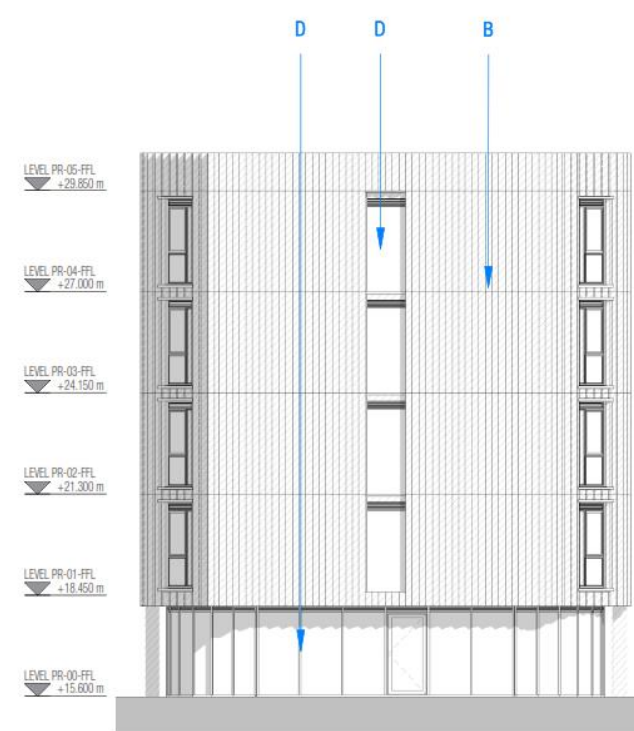 D D B
LEVEL PR-05-FFL
+29.850 m
LEVEL PR-04-FFL
+27.000 m
LEVEL PR-03-FFL
+24.150 m
LEVEL PR-02-FFL
+21.300 m
LEVEL PR-01-FFL
+18.450 m
LEVEL PR-00-FFL
+15.600 m